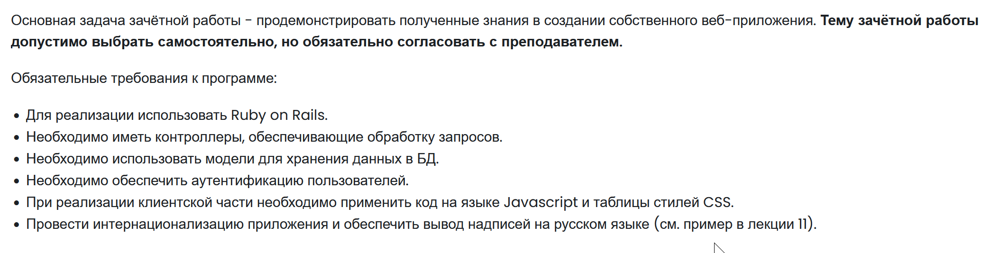 Основная задача зачётной работы - продемонстрировать полученные знания в создании собственного веб-приложения. Тему зачётной работы
допустимо выбрать самостоятельно, но обязательно согласовать с преподавателем.
Обязательные требования к программе:
• Для реализации использовать Ruby on Rails.
• Необходимо иметь контроллеры, обеспечивающие обработку запросов.
• Необходимо использовать модели для хранения данных в БД.
• Необходимо обеспечить аутентификацию пользователей.
• При реализации клиентской части необходимо применить код на языке Javascript и таблицы стилей CSS.
• Провести интернационализацию приложения и обеспечить вывод надписей на русском языке (см. пример в лекции 11).